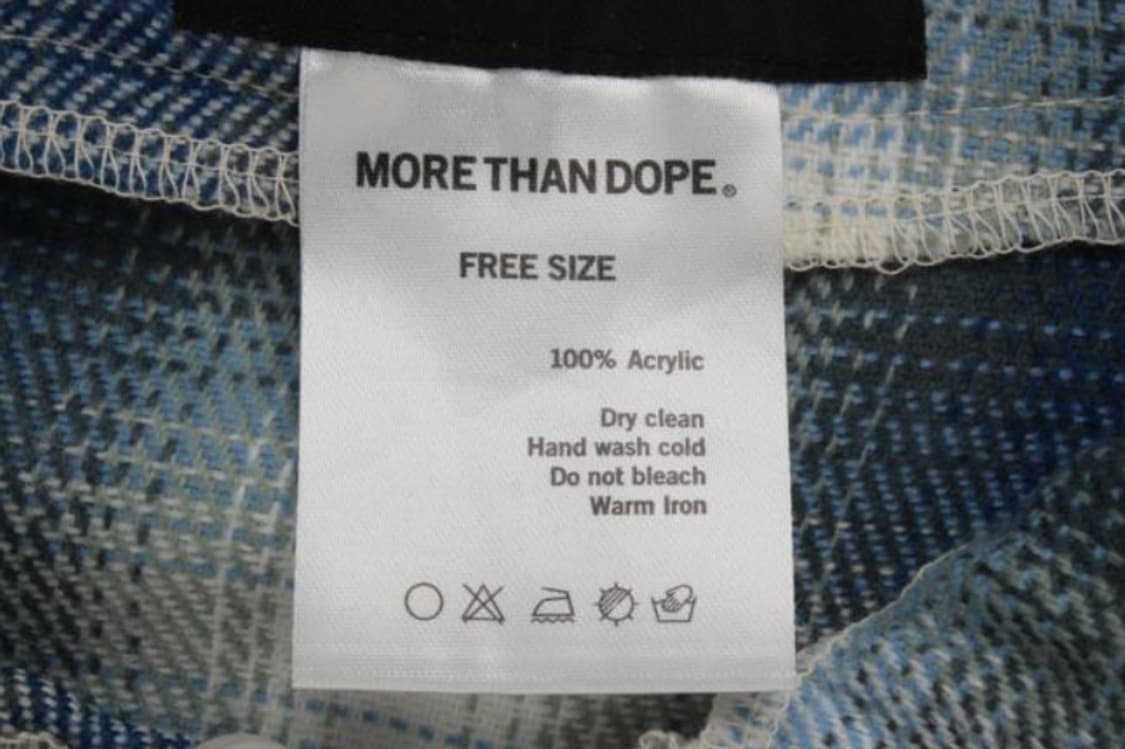 MORE THAN DOPE®
FREE SIZE
100% Acrylic
Dry clean
Hand wash cold
Do not bleach
Warm Iron